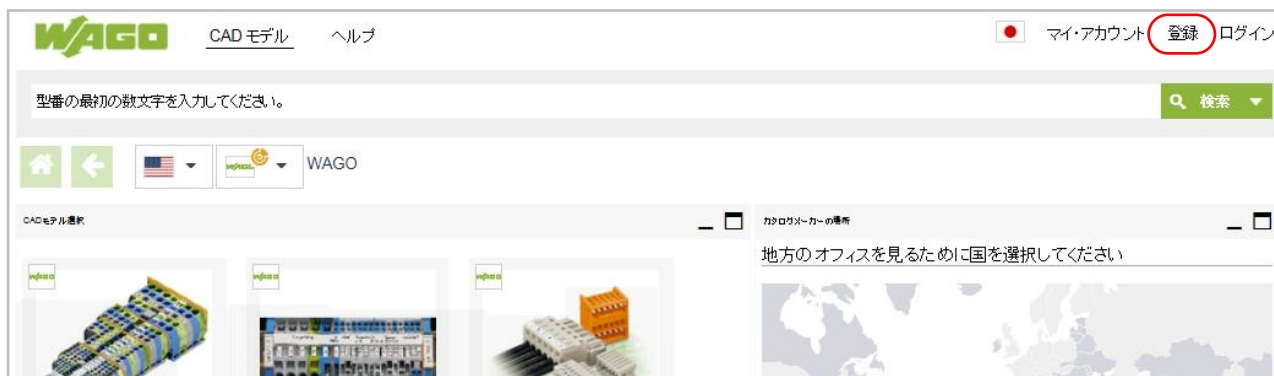 WAGO CAD モデル ヘルプ マイ・アカウント 登録 ログイン
型番の最初の数文字を入力してください。 検索
WAGO
CADモデル選択 カタログメーカーの場所
地方のオフィスを見るために国を選択してください